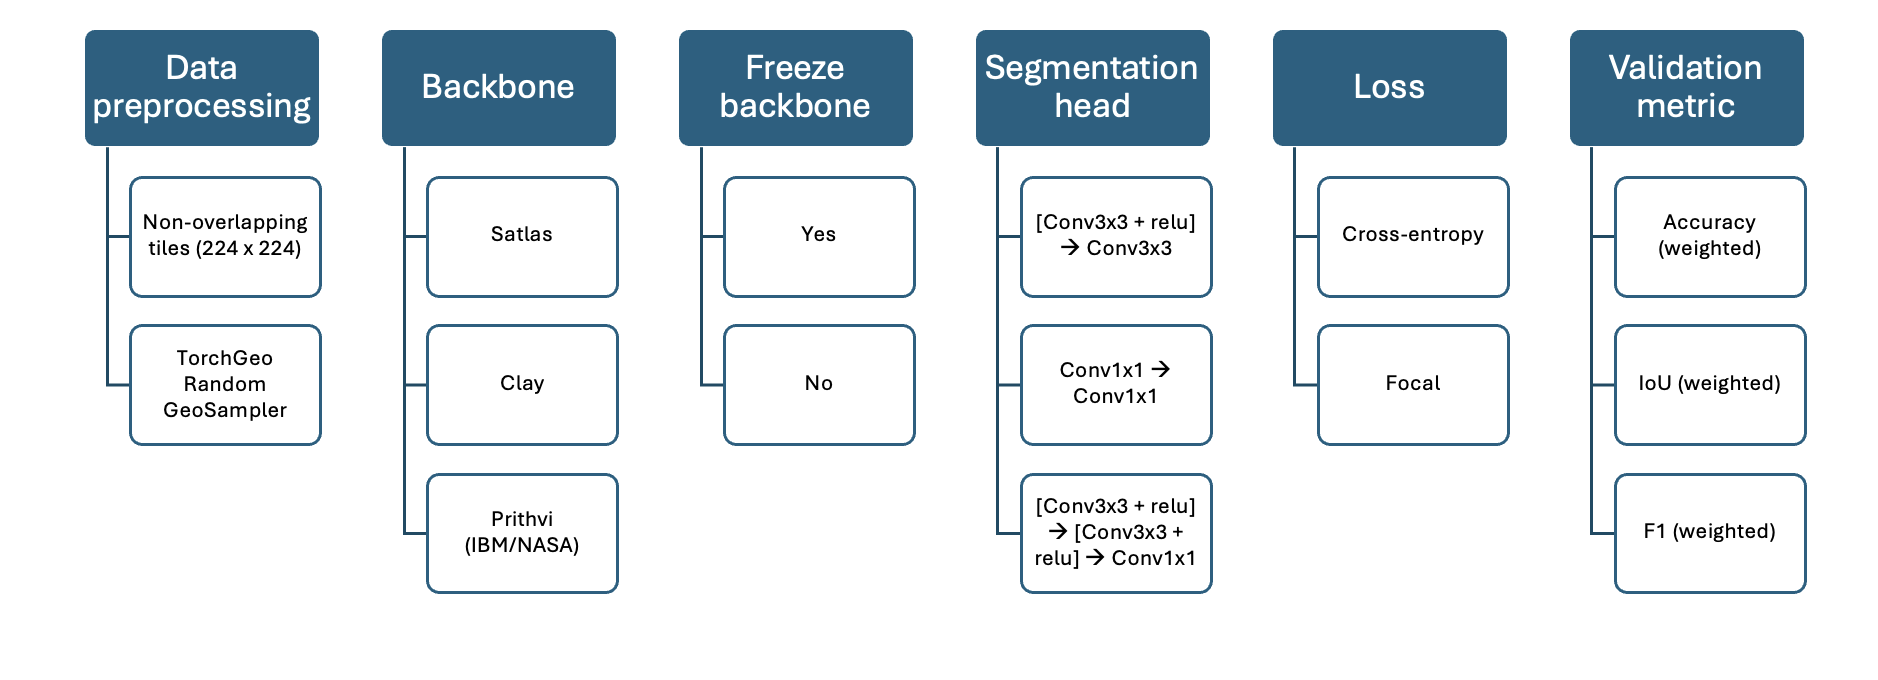 Data
preprocessing
Non-overlapping
tiles (224 x 224)
TorchGeo
Random
GeoSampler
Backbone
Satlas
Clay
Prithvi
(IBM/NASA)
Freeze
backbone
Yes
No
Segmentation
head
[Conv3x3 + relu]
→ Conv3x3
Conv1x1 →
Conv1x1
[Conv3x3 + relu]
→ [Conv3x3 +
relu] → Conv1x1
Loss
Cross-entropy
Focal
Validation
metric
Accuracy
(weighted)
IoU (weighted)
F1 (weighted)